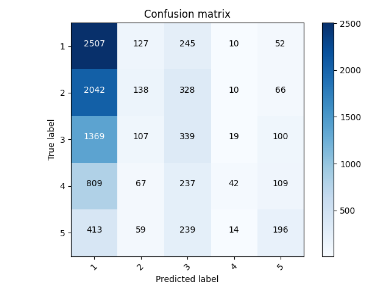 Confusion matrix
1 2507 127 245 10 52
2 2042 138 328 10 66
3 1369 107 339 19 100
4 809 67 237 42 109
5 413 59 239 14 196
1 2 3 4 5
Predicted label
True label
2500
2000
1500
1000
500